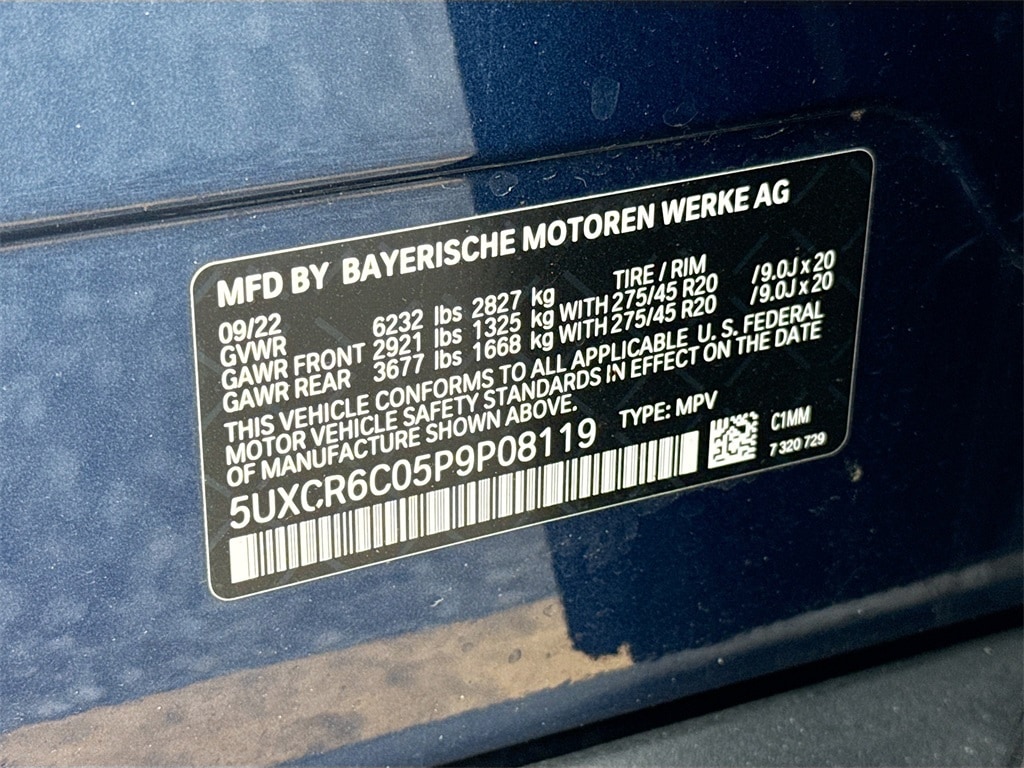 MFD BY BAYERISCHE MOTOREN WERKE AG
09/22 TIRE / RIM
GVWR 6232 lbs 2827 kg
GAWR FRONT 2921 lbs 1325 kg WITH 275/45 R20 /9.0J x 20
GAWR REAR 3677 lbs 1668 kg WITH 275/45 R20 /9.0J x 20
THIS VEHICLE CONFORMS TO ALL APPLICABLE U. S. FEDERAL
MOTOR VEHICLE SAFETY STANDARDS IN EFFECT ON THE DATE
OF MANUFACTURE SHOWN ABOVE.
5UXCR6C05P9P08119 TYPE: MPV
C1MM
7 320 729